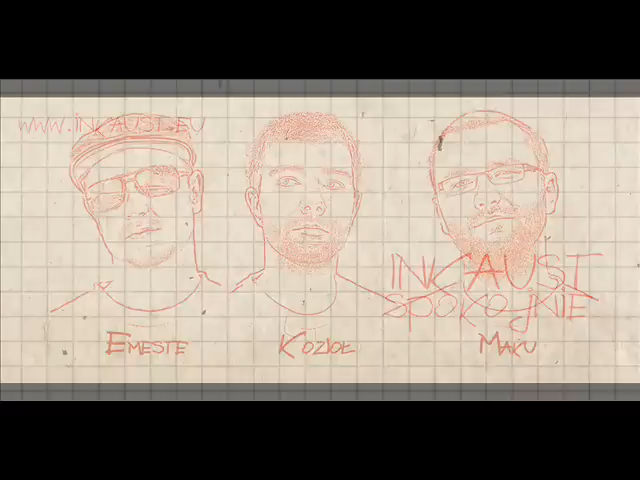 www.INKAUST.EU
INKAUST
SPOKOJNIE
EMESTE
KOZIOŁ
MAKU